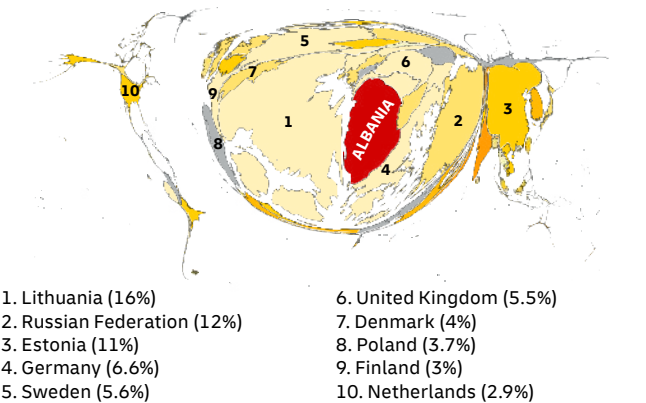 5
6
7
10
9
3
ALBANIA
1
2
8
4
1. Lithuania (16%)
2. Russian Federation (12%)
3. Estonia (11%)
4. Germany (6.6%)
5. Sweden (5.6%)
6. United Kingdom (5.5%)
7. Denmark (4%)
8. Poland (3.7%)
9. Finland (3%)
10. Netherlands (2.9%)